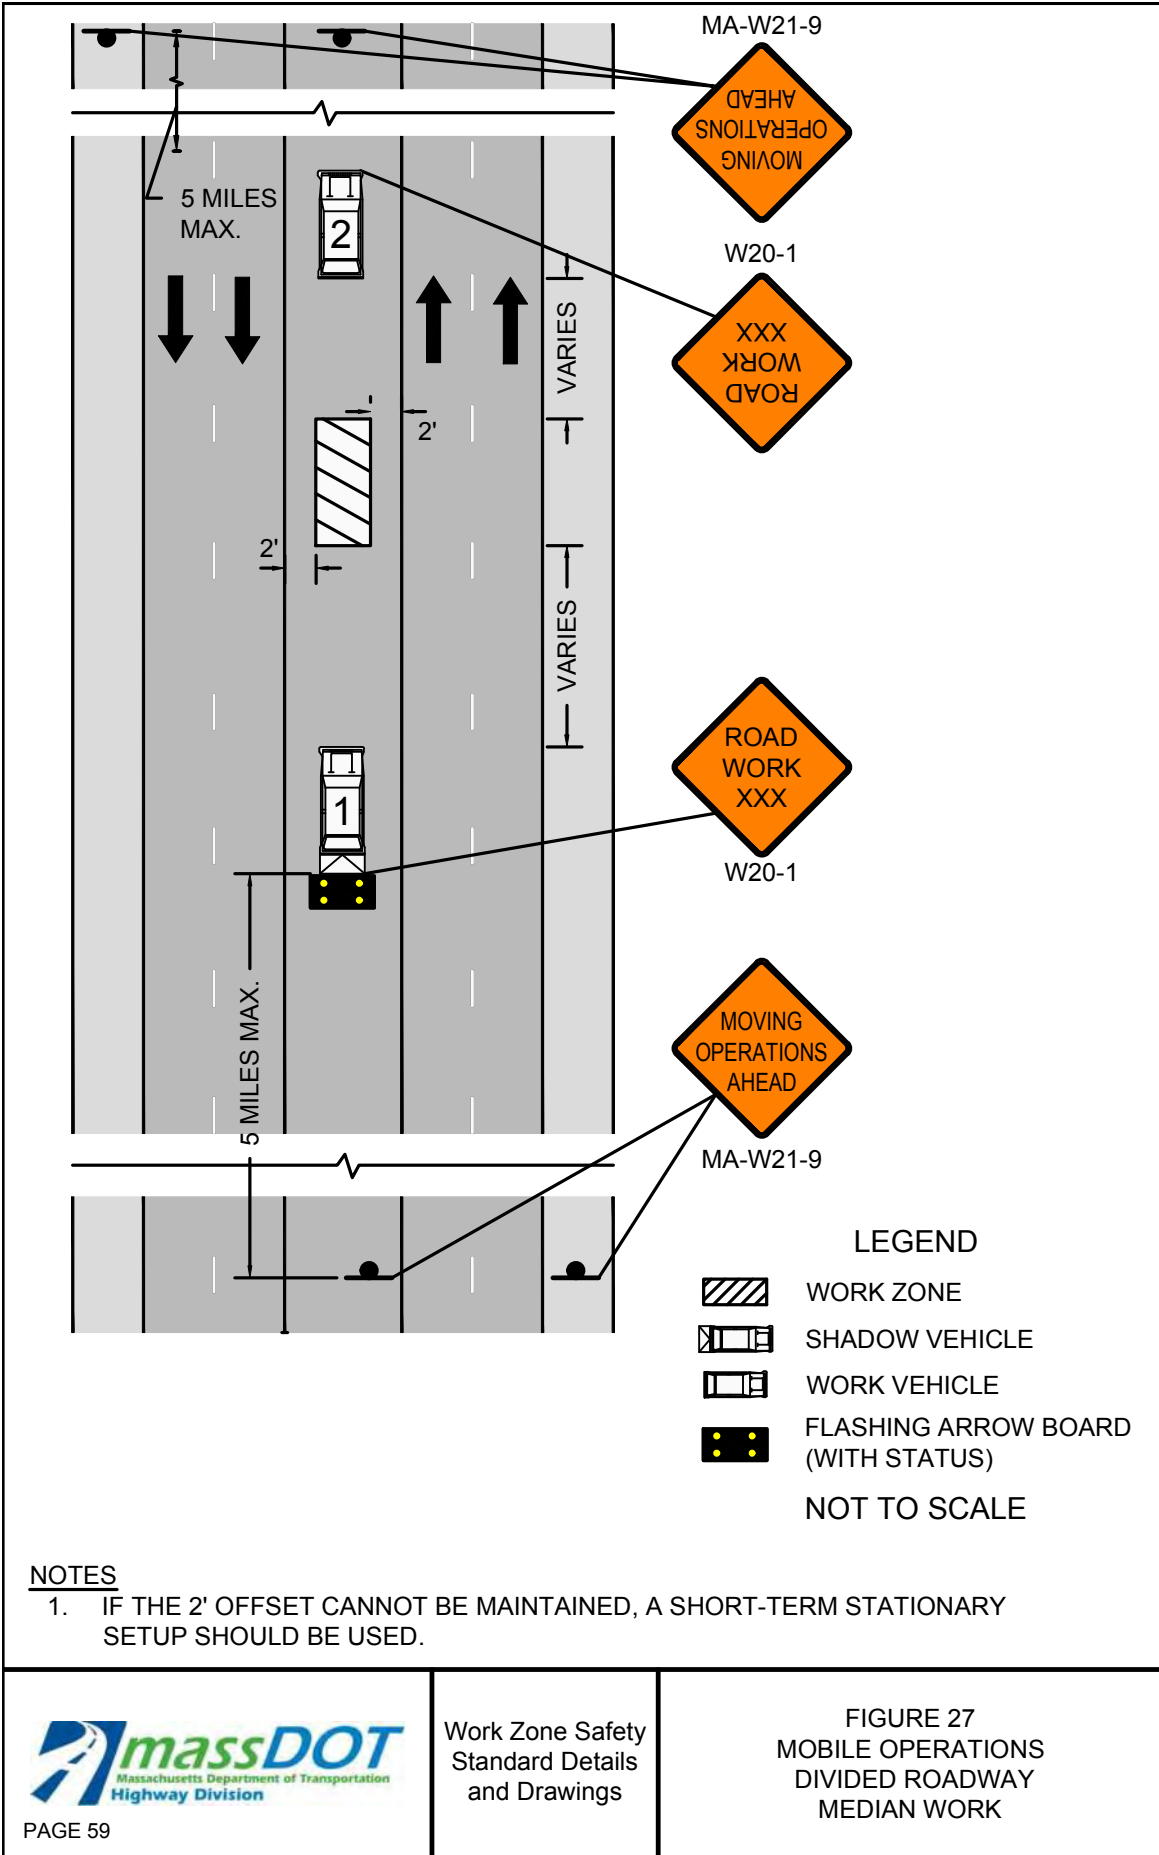 MA-W21-9
MOVING
OPERATIONS
AHEAD
5 MILES
MAX.
2
W20-1
ROAD
WORK
XXX
VARIES
2'
2'
VARIES
ROAD
WORK
XXX
W20-1
1
5 MILES MAX.
MOVING
OPERATIONS
AHEAD
MA-W21-9
LEGEND
WORK ZONE
SHADOW VEHICLE
WORK VEHICLE
FLASHING ARROW BOARD
(WITH STATUS)
NOT TO SCALE
NOTES
1. IF THE 2' OFFSET CANNOT BE MAINTAINED, A SHORT-TERM STATIONARY
SETUP SHOULD BE USED.
massDOT
Massachusetts Department of Transportation
Highway Division
PAGE 59
Work Zone Safety
Standard Details
and Drawings
FIGURE 27
MOBILE OPERATIONS
DIVIDED ROADWAY
MEDIAN WORK